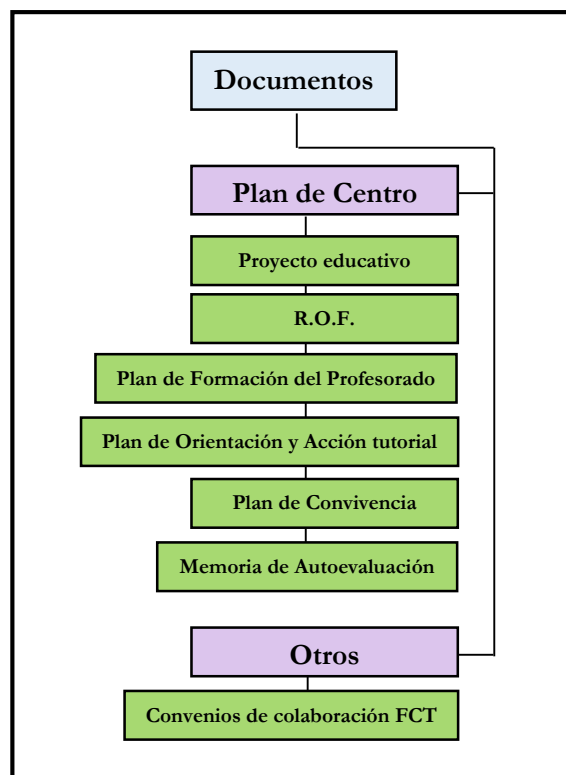 Documentos
Plan de Centro
Proyecto educativo
R.O.F.
Plan de Formación del Profesorado
Plan de Orientación y Acción tutorial
Plan de Convivencia
Memoria de Autoevaluación
Otros
Convenios de colaboración FCT